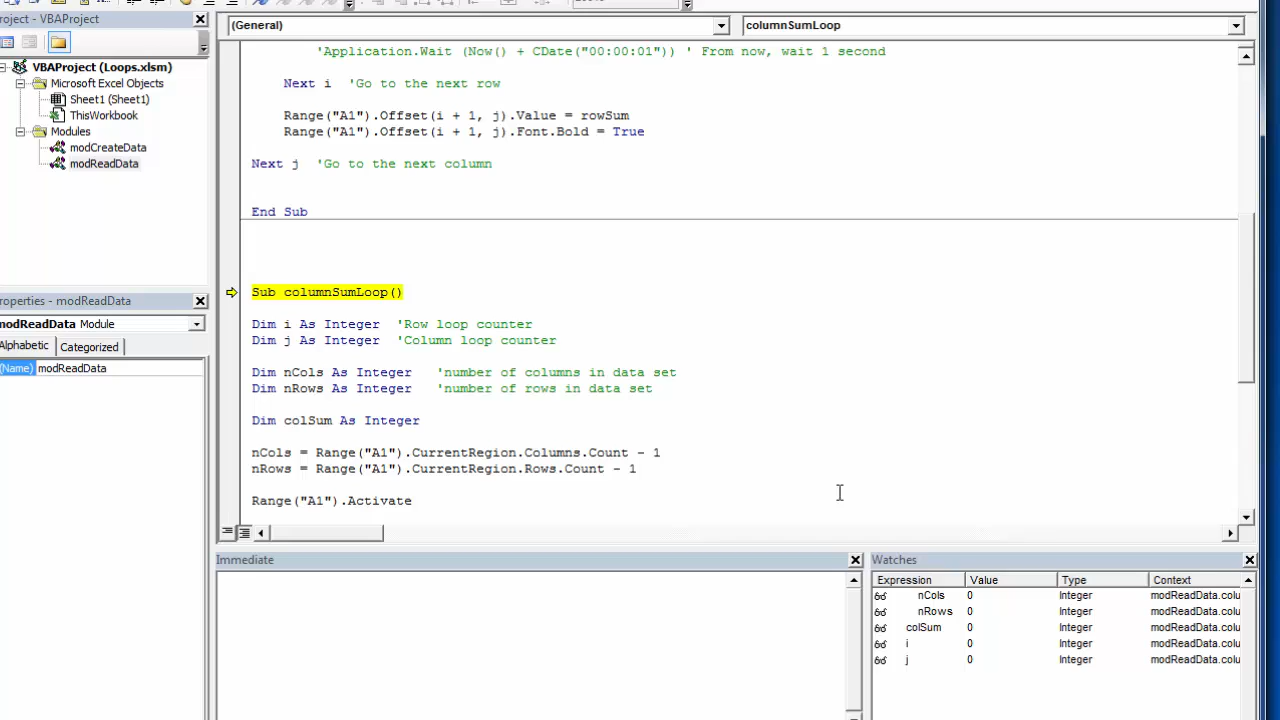 roject - VBAProject
(General)
columnSumLoop
VBAProject (Loops.xlsm)
Microsoft Excel Objects
Sheet1 (Sheet1)
ThisWorkbook
Modules
modCreateData
modReadData
'Application.Wait (Now() + CDate("00:00:01")) ' From now, wait 1 second
Next i 'Go to the next row
Range("A1").Offset(i + 1, j).Value = rowSum
Range("A1").Offset(i + 1, j).Font.Bold = True
Next j 'Go to the next column
End Sub
Sub columnSumLoop()
Dim i As Integer 'Row loop counter
Dim j As Integer 'Column loop counter
Dim nCols As Integer 'number of columns in data set
Dim nRows As Integer 'number of rows in data set
Dim colSum As Integer
nCols = Range("A1").CurrentRegion.Columns.Count - 1
nRows = Range("A1").CurrentRegion.Rows.Count - 1
Range("A1").Activate
roperties - modReadData
modReadData Module
Alphabetic Categorized
(Name) modReadData
Immediate
Watches
Expression Value Type Context
nCols 0 Integer modReadData.colu
nRows 0 Integer modReadData.colu
colSum 0 Integer modReadData.colu
i 0 Integer modReadData.colu
j 0 Integer modReadData.colu